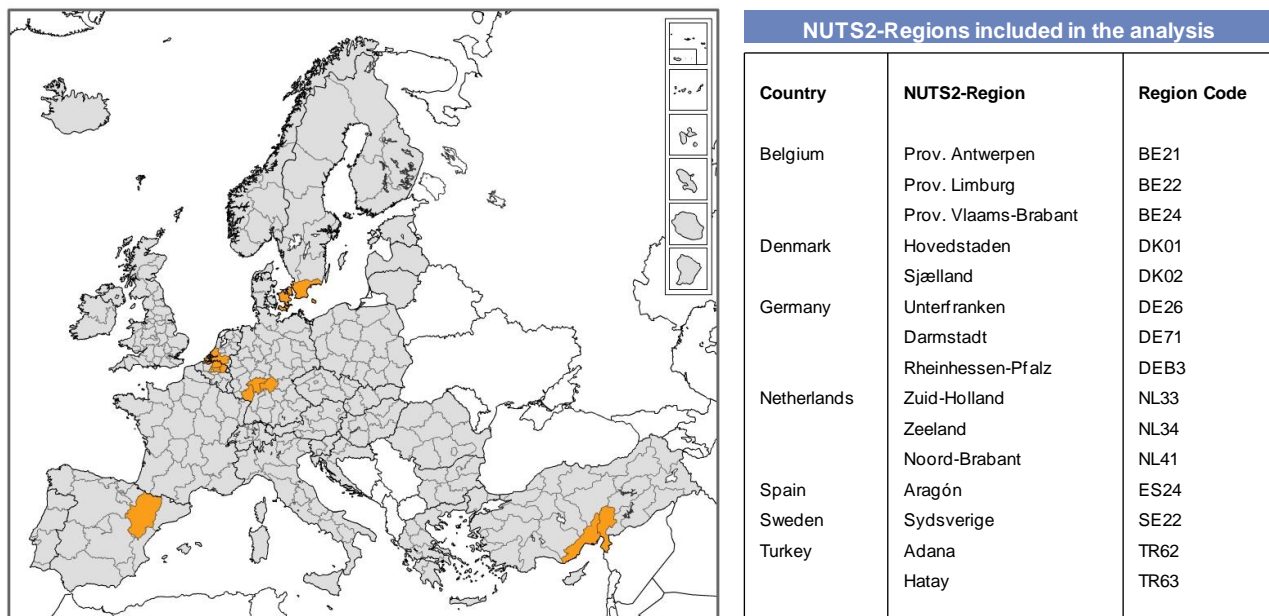 NUTS2-Regions included in the analysis
Country NUTS2-Region Region Code
Belgium Prov. Antwerpen BE21
Prov. Limburg BE22
Prov. Vlaams-Brabant BE24
Denmark Hovedstaden DK01
Sjælland DK02
Germany Unterfranken DE26
Darmstadt DE71
Rheinhessen-Pfalz DEB3
Netherlands Zuid-Holland NL33
Zeeland NL34
Noord-Brabant NL41
Spain Aragón ES24
Sweden Sydsverige SE22
Turkey Adana TR62
Hatay TR63